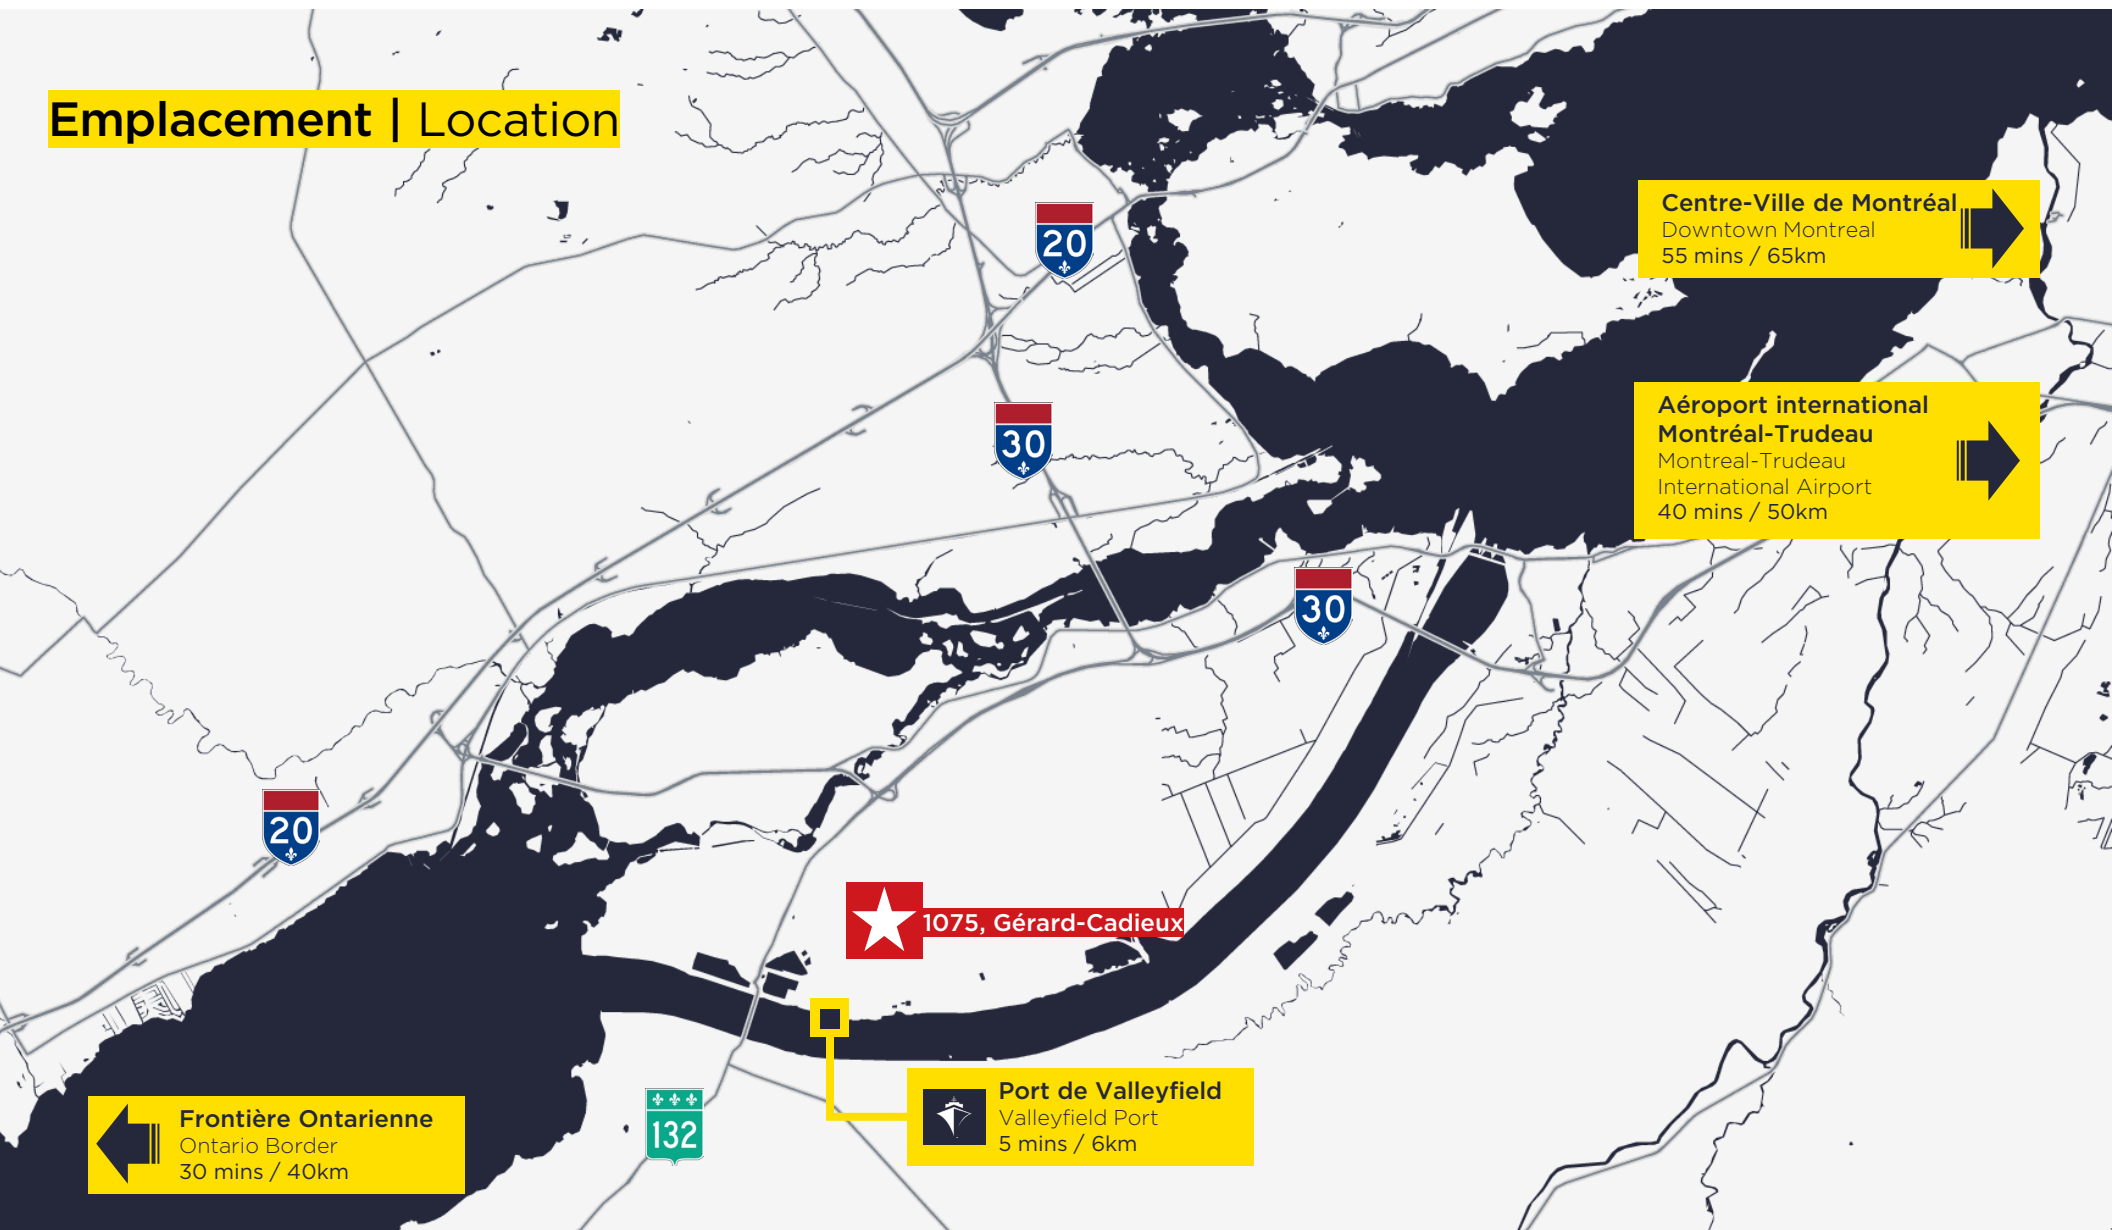 Emplacement | Location
20
Centre-Ville de Montréal
Downtown Montreal
55 mins / 65km
30
Aéroport international
Montréal-Trudeau
Montreal-Trudeau
International Airport
40 mins / 50km
30
20
1075, Gérard-Cadieux
Port de Valleyfield
Valleyfield Port
5 mins / 6km
132
Frontière Ontarienne
Ontario Border
30 mins / 40km